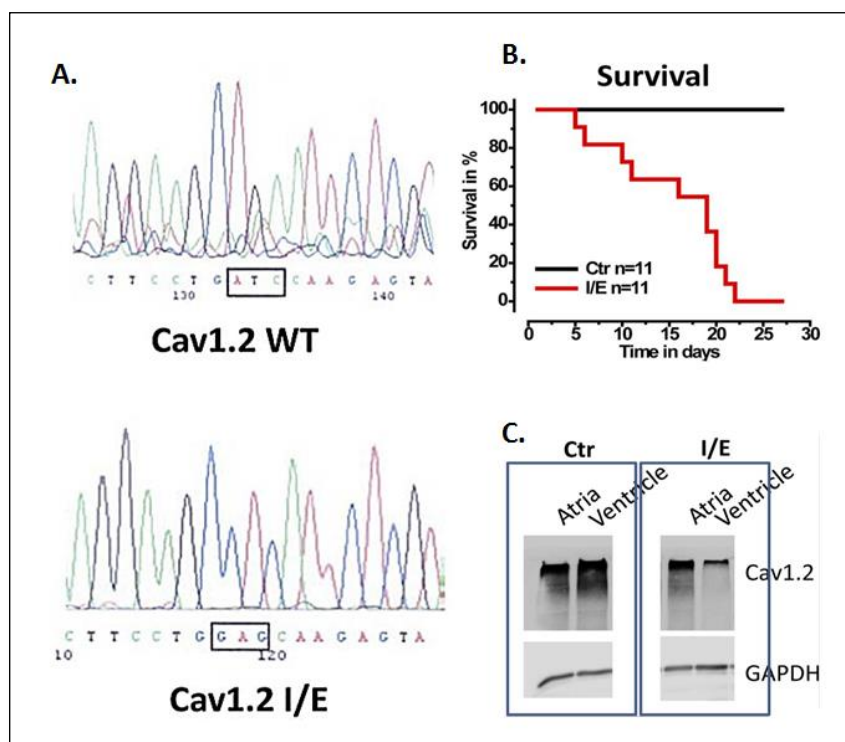 A.
C T T C C T G A T C C A A G A G T A
130 140
Cav1.2 WT
C T T C C T G G A G C A A G A G T A
10 120
Cav1.2 I/E
B.
Survival
100
80
60
40
20
0
Survival in %
Ctr n=11
I/E n=11
0 5 10 15 20 25 30
Time in days
C.
Ctr I/E
Atria Ventricle Atria Ventricle
Cav1.2
GAPDH